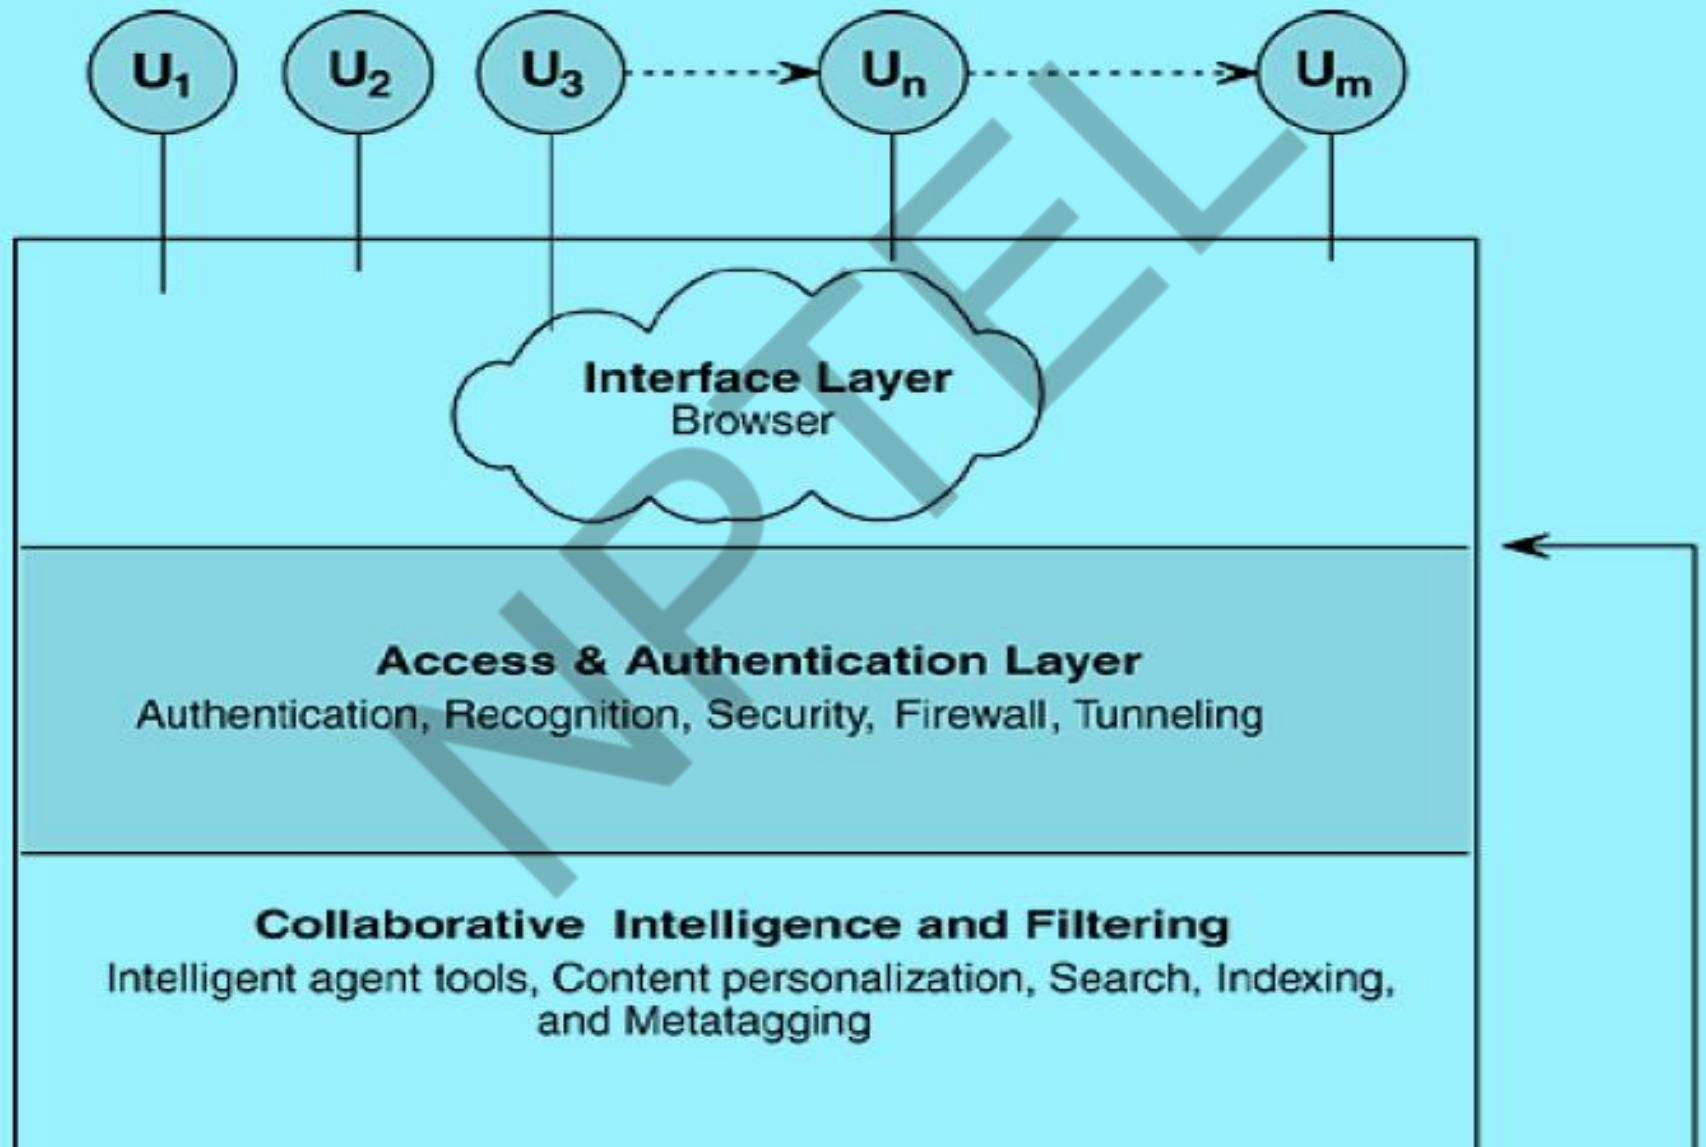 U1 U2 U3 Un Um
Interface Layer
Browser
Access & Authentication Layer
Authentication, Recognition, Security, Firewall, Tunneling
Collaborative Intelligence and Filtering
Intelligent agent tools, Content personalization, Search, Indexing,
and Metatagging
NPTEL